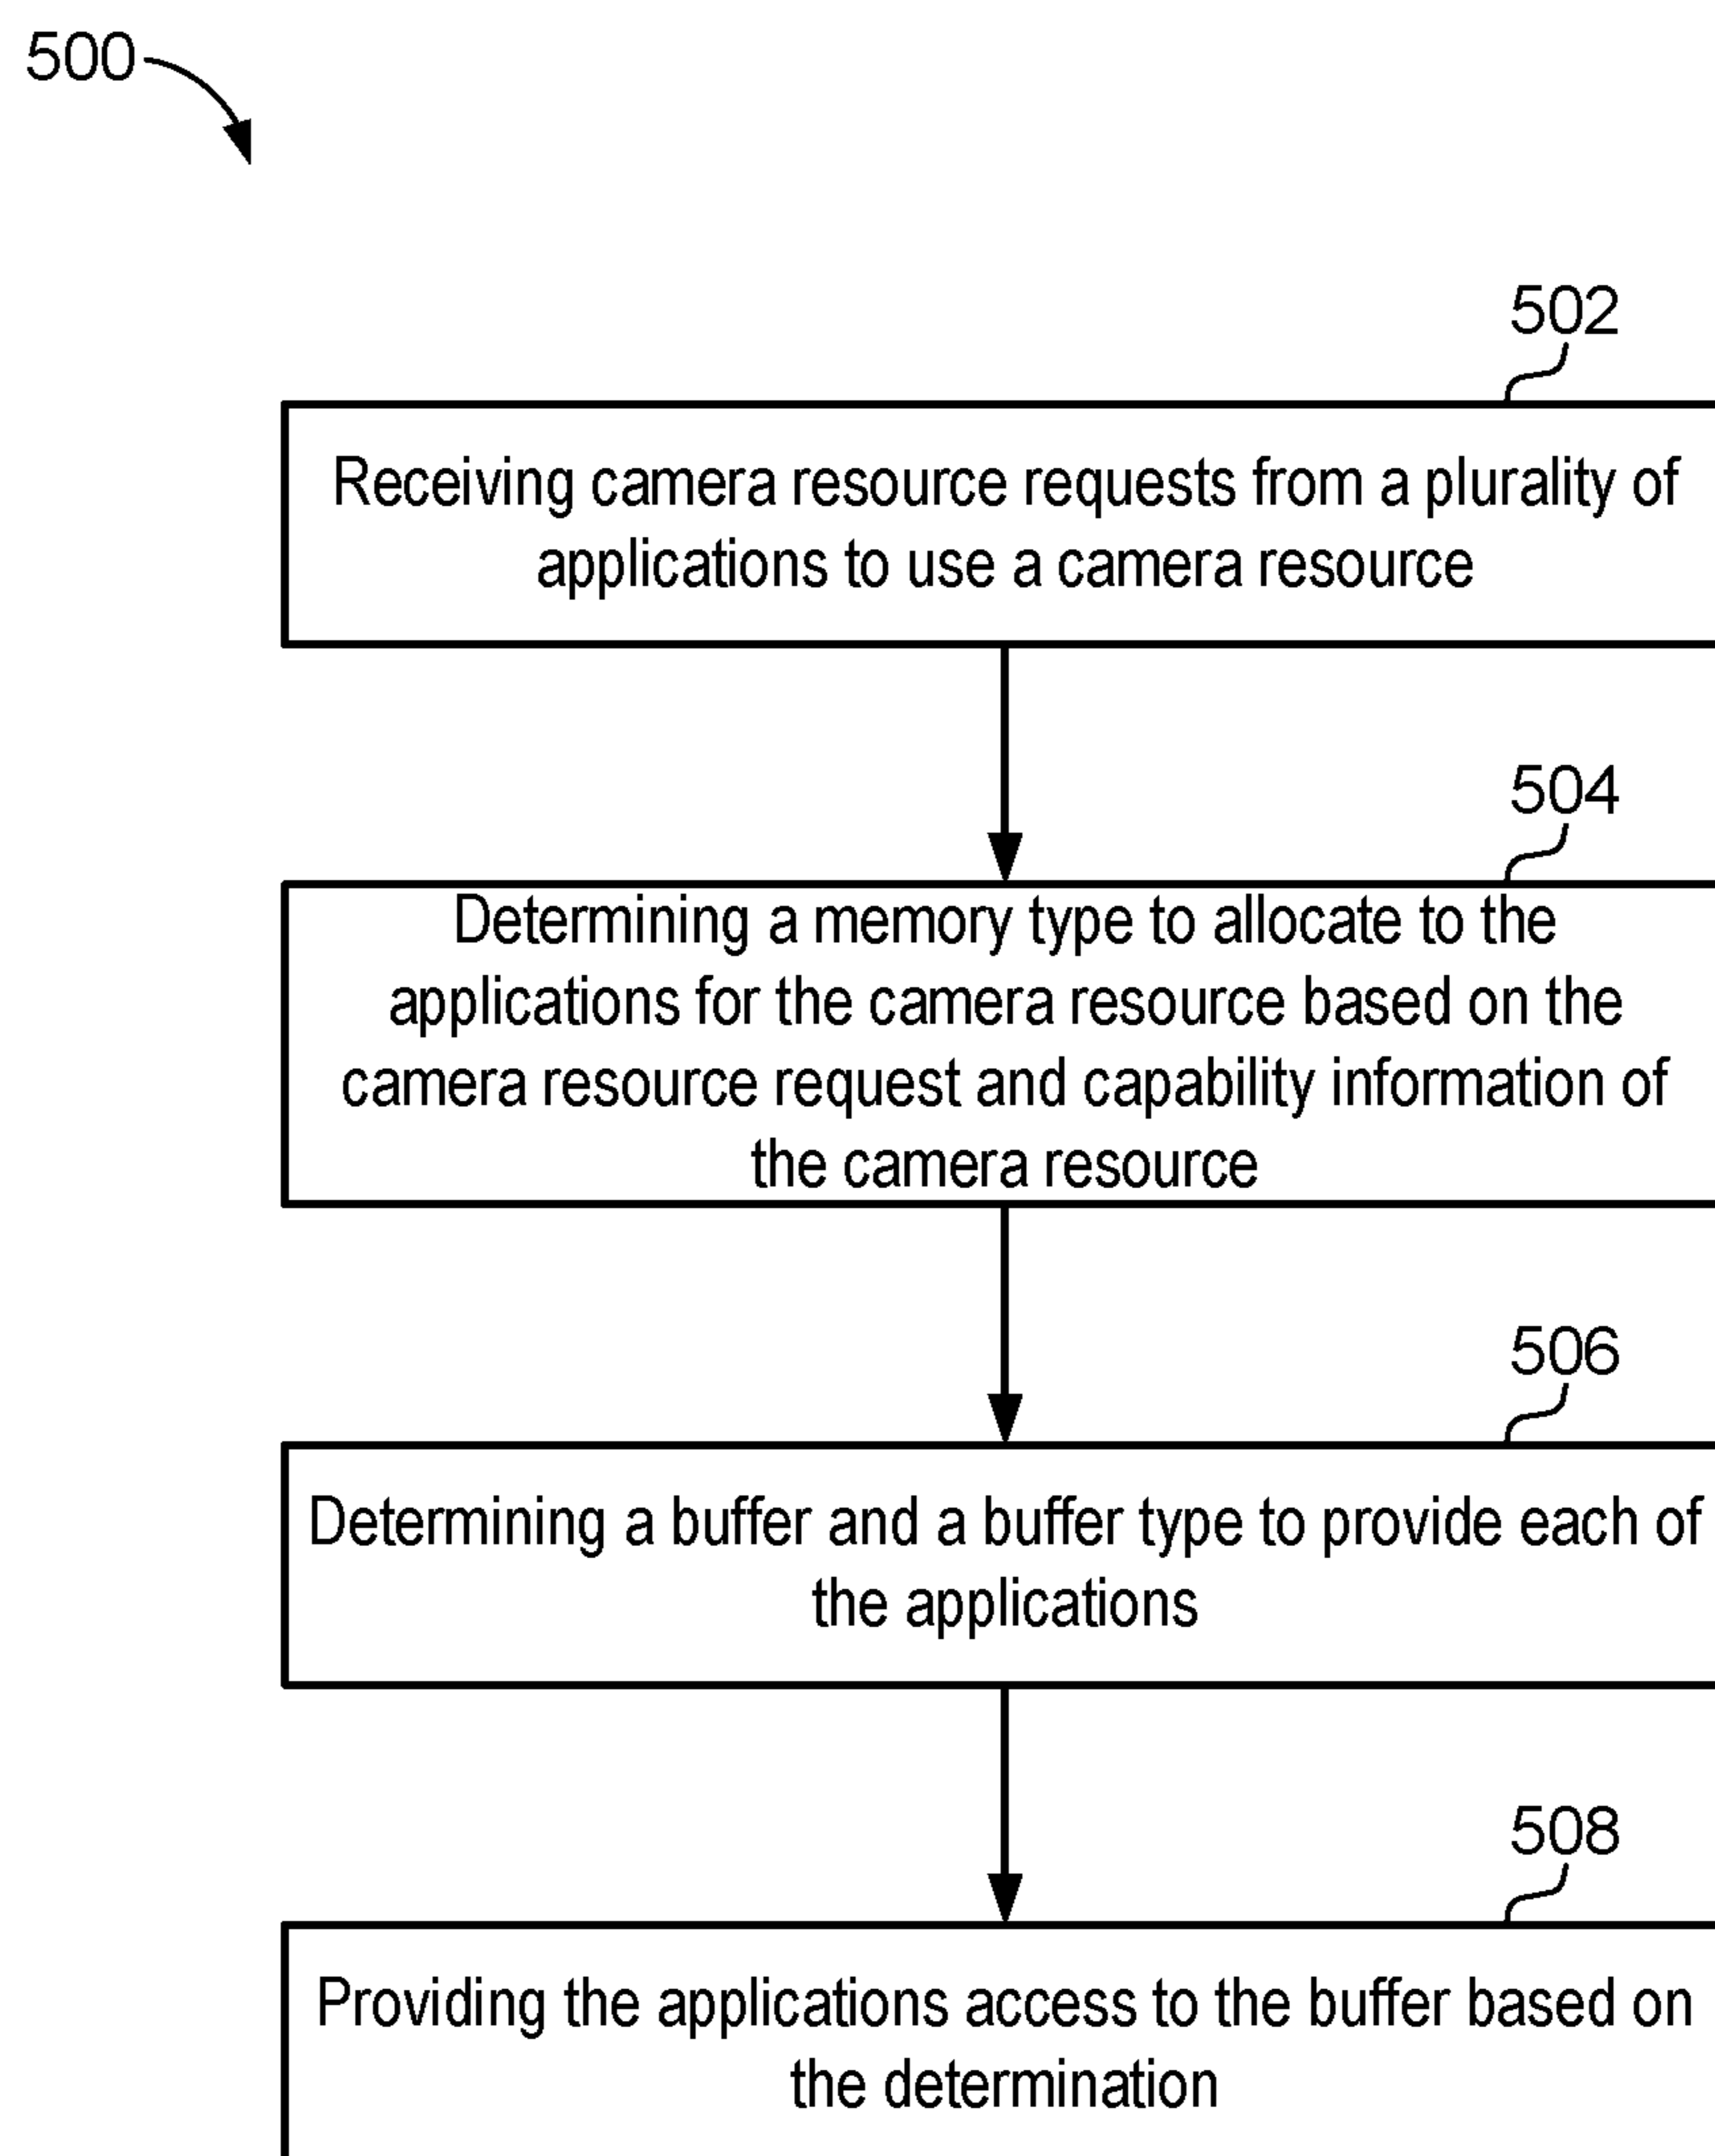 500
502
Receiving camera resource requests from a plurality of
applications to use a camera resource
504
Determining a memory type to allocate to the
applications for the camera resource based on the
camera resource request and capability information of
the camera resource
506
Determining a buffer and a buffer type to provide each of
the applications
508
Providing the applications access to the buffer based on
the determination